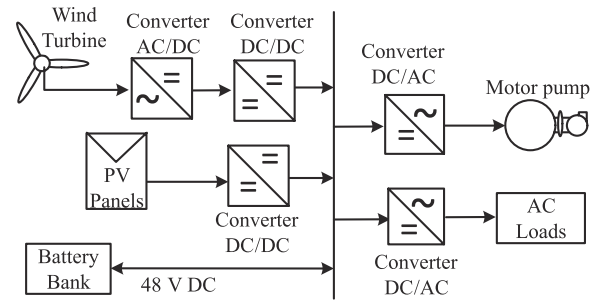 Wind
Turbine
Converter
AC/DC
Converter
DC/DC
Converter
DC/AC
Motor pump
PV
Panels
Converter
DC/DC
AC
Loads
Battery
Bank
48 V DC
Converter
DC/AC